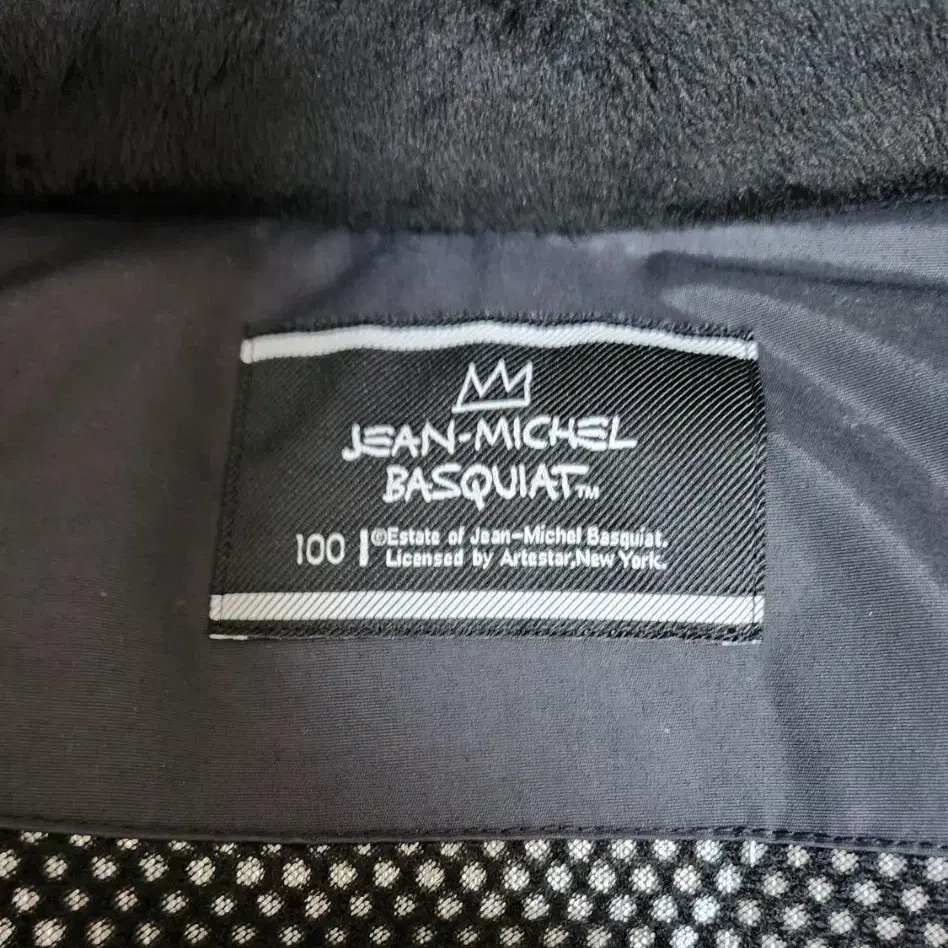 JEAN-MICHEL
BASQUIAT™
100 | ©Estate of Jean-Michel Basquiat.
Licensed by Artestar,New York.